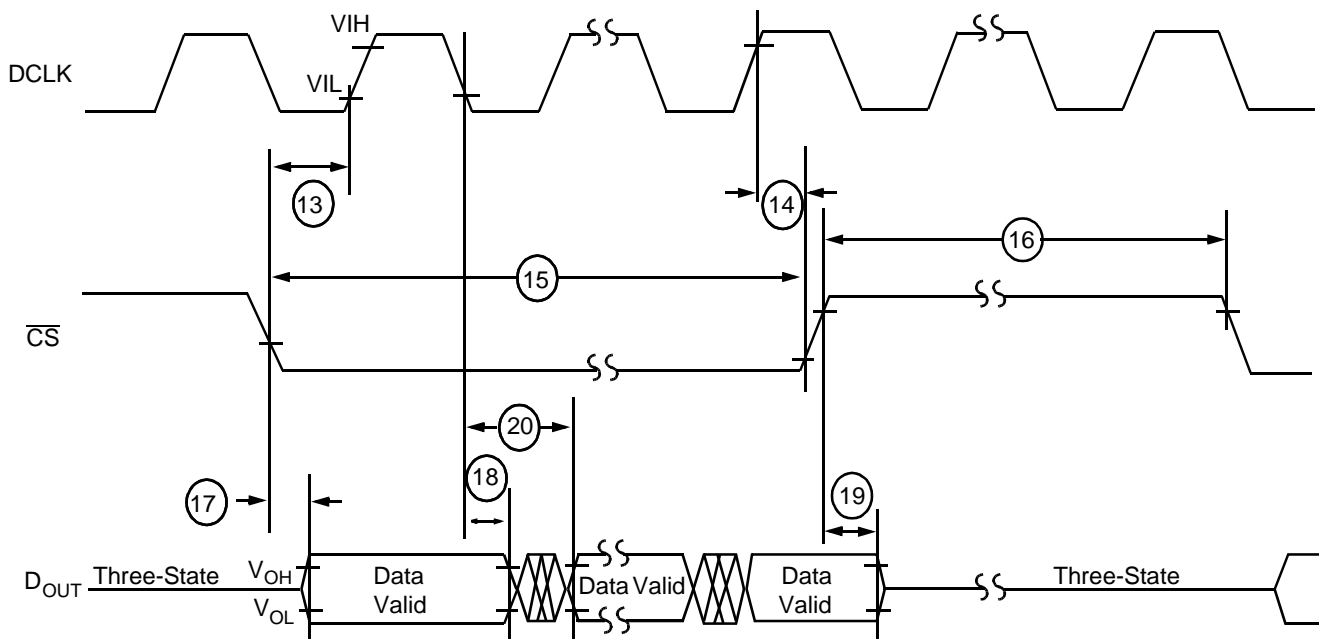 VIH
DCLK
VIL
13
14
16
15
CS
20
18
17
19
DOUT
Three-State
VOH
VOL
Data
Valid
Data Valid
Data
Valid
Three-State